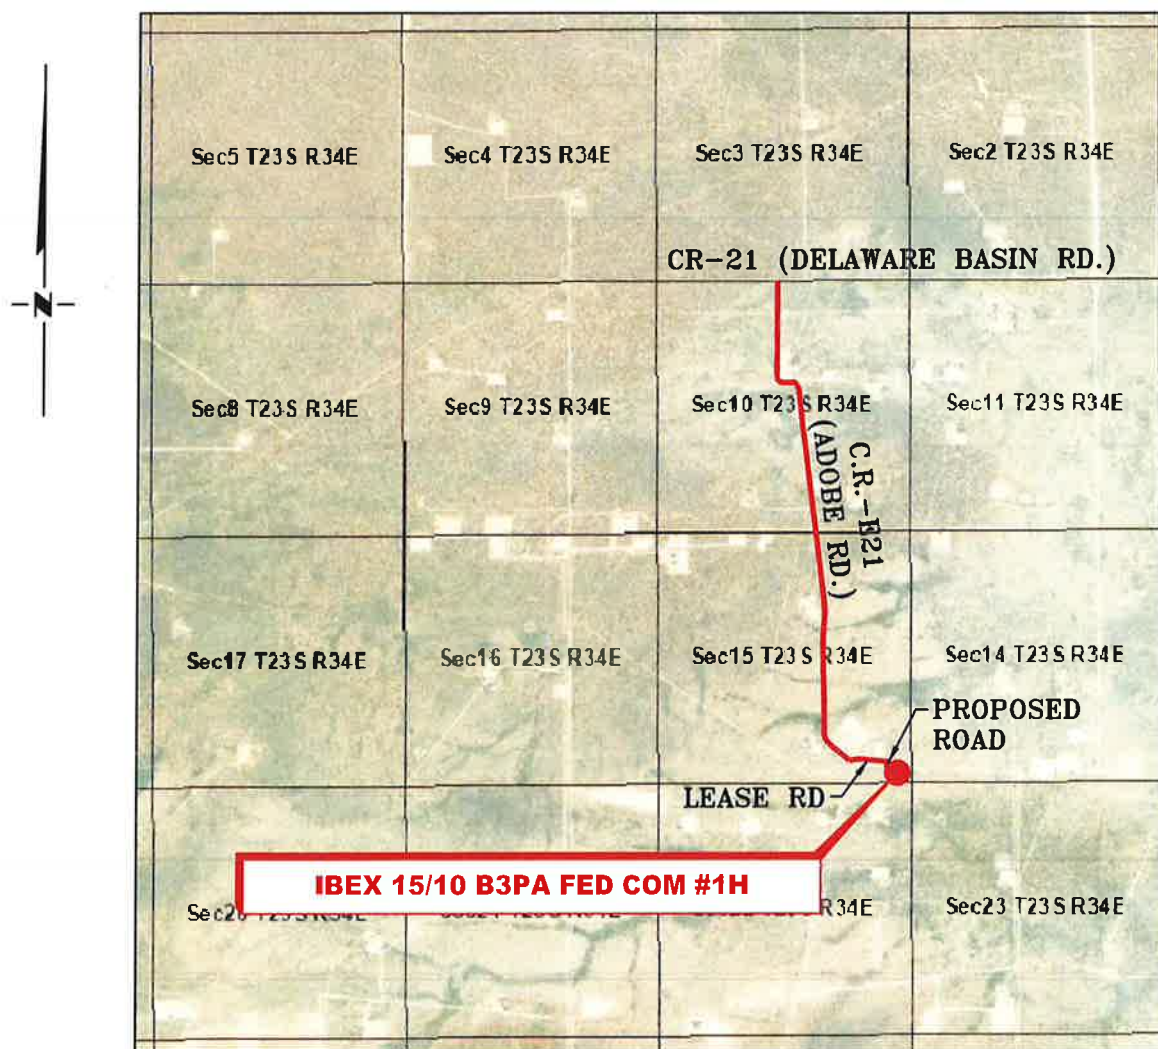 Sec5 T23S R34E
Sec4 T23S R34E
Sec3 T23S R34E
Sec2 T23S R34E
CR-21 (DELAWARE BASIN RD.)
-N-
Sec8 T23S R34E
Sec9 T23S R34E
Sec10 T23S R34E
Sec11 T23S R34E
C.R.-E21
(ADOBE RD.)
Sec17 T23S R34E
Sec16 T23S R34E
Sec15 T23S R34E
Sec14 T23S R34E
PROPOSED
ROAD
LEASE RD
IBEX 15/10 B3PA FED COM #1H
R34E
Sec23 T23S R34E